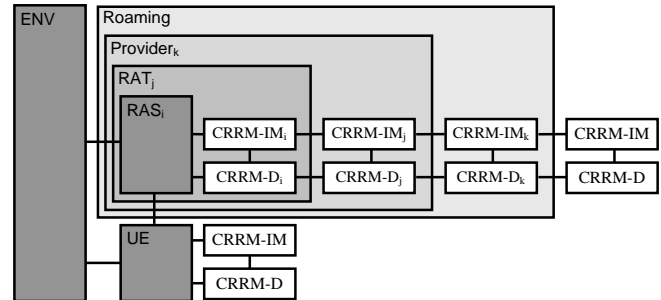 ENV
Roaming
Providerₖ
RATⱼ
RASᵢ
CRRM-IMᵢ CRRM-IMⱼ CRRM-IMₖ CRRM-IM
CRRM-Dᵢ CRRM-Dⱼ CRRM-Dₖ CRRM-D
UE
CRRM-IM
CRRM-D